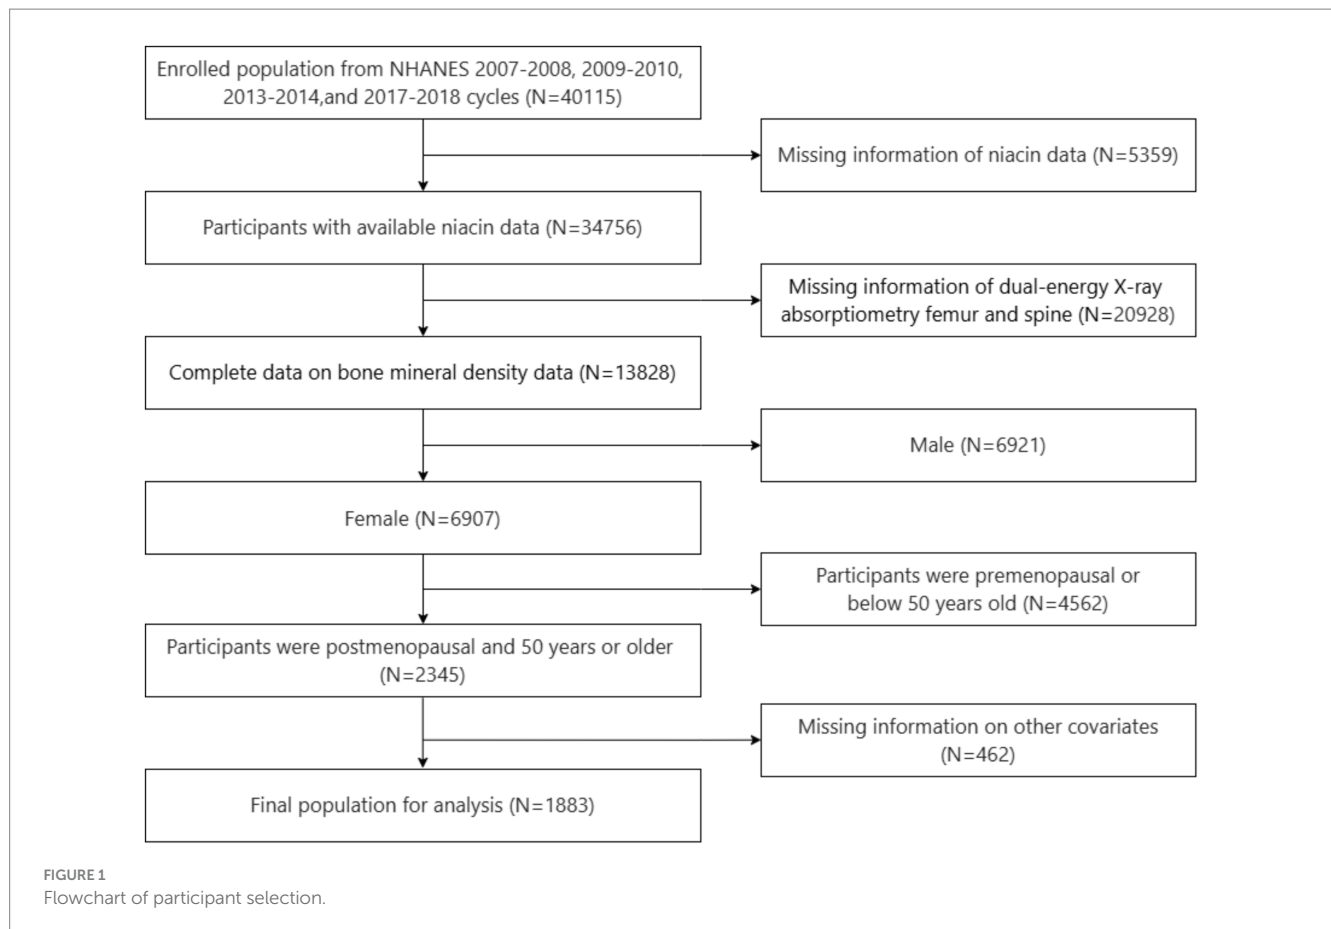 Enrolled population from NHANES 2007-2008, 2009-2010,
2013-2014,and 2017-2018 cycles (N=40115)
Missing information of niacin data (N=5359)
Participants with available niacin data (N=34756)
Missing information of dual-energy X-ray
absorptiometry femur and spine (N=20928)
Complete data on bone mineral density data (N=13828)
Male (N=6921)
Female (N=6907)
Participants were premenopausal or
below 50 years old (N=4562)
Participants were postmenopausal and 50 years or older
(N=2345)
Missing information on other covariates
(N=462)
Final population for analysis (N=1883)
FIGURE 1
Flowchart of participant selection.